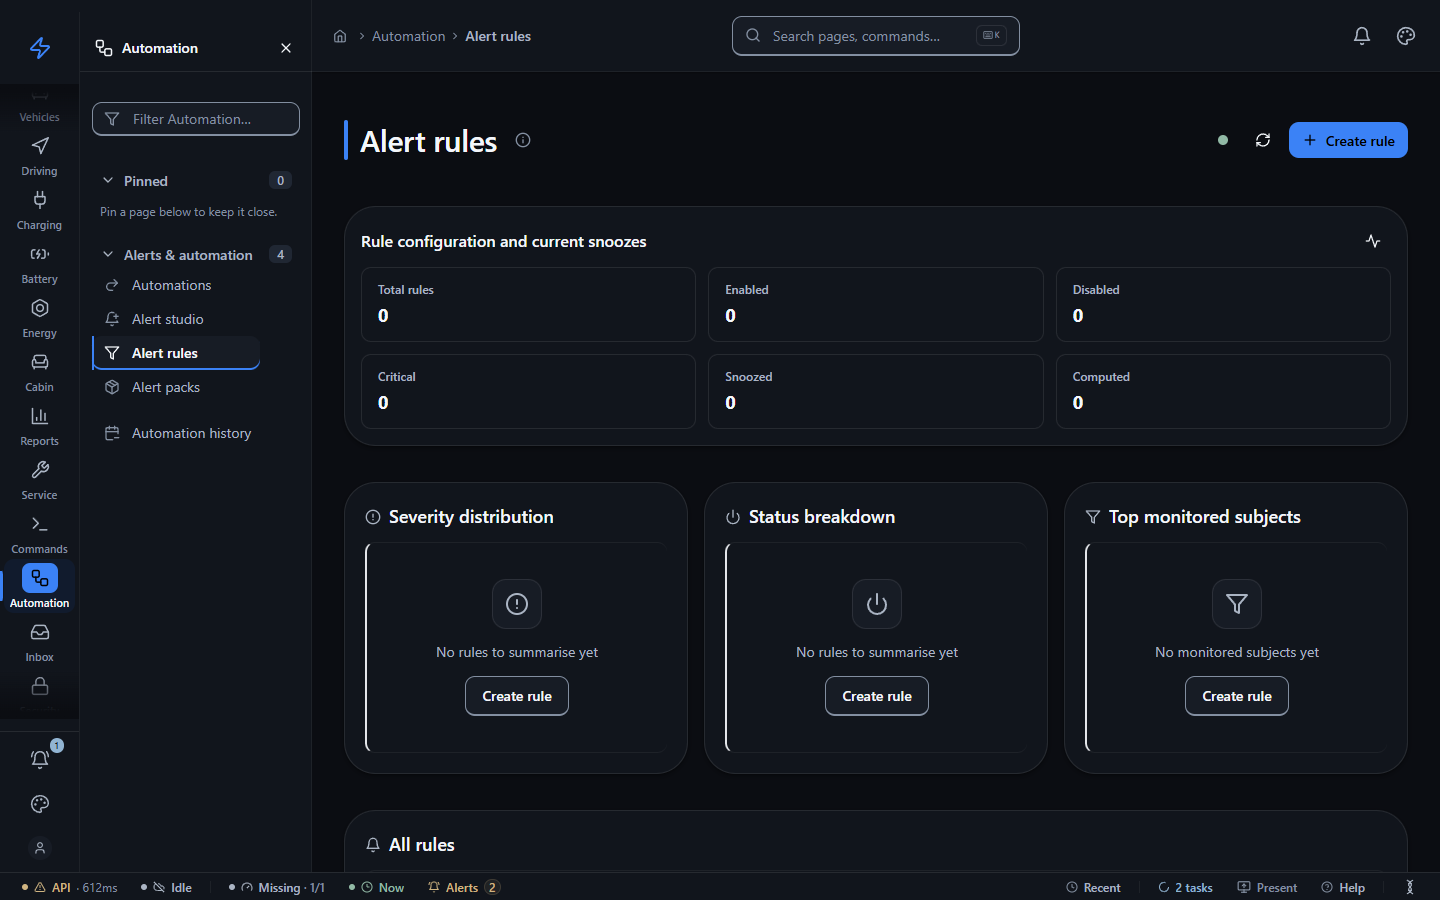 Vehicles
Driving
Charging
Battery
Energy
Cabin
Reports
Service
Commands
Automation
Inbox
1
Automation
Filter Automation...
Pinned 0
Pin a page below to keep it close.
Alerts & automation 4
Automations
Alert studio
Alert rules
Alert packs
Automation history
Automation > Alert rules
Search pages, commands... K
Alert rules
Create rule
Rule configuration and current snoozes
Total rules
0
Enabled
0
Disabled
0
Critical
0
Snoozed
0
Computed
0
Severity distribution
No rules to summarise yet
Create rule
Status breakdown
No rules to summarise yet
Create rule
Top monitored subjects
No monitored subjects yet
Create rule
All rules
API · 612ms
Idle
Missing · 1/1
Now
Alerts 2
Recent
2 tasks
Present
Help